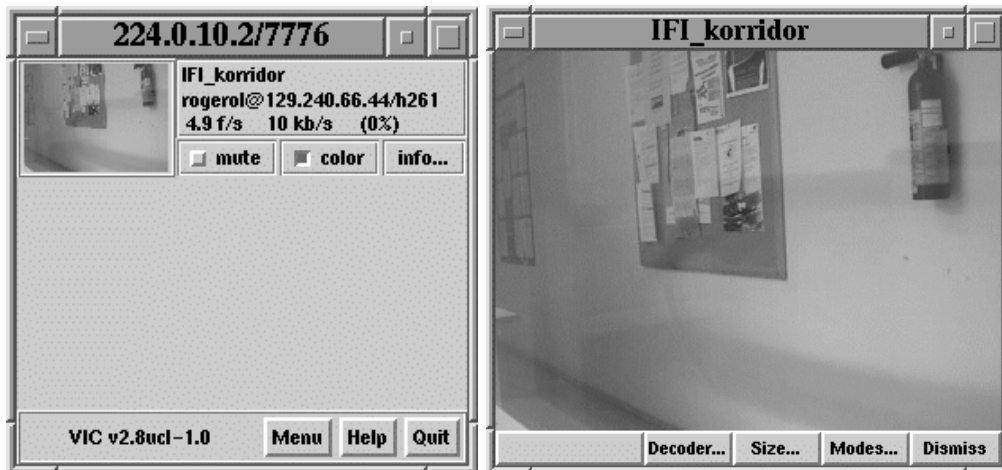 224.0.10.2/7776
IFI_korridor
rogerol@129.240.66.44/h261
4.9 f/s 10 kb/s (0%)
mute color info...
VIC v2.8ucl-1.0 Menu Help Quit
IFI_korridor
Decoder... Size... Modes... Dismiss